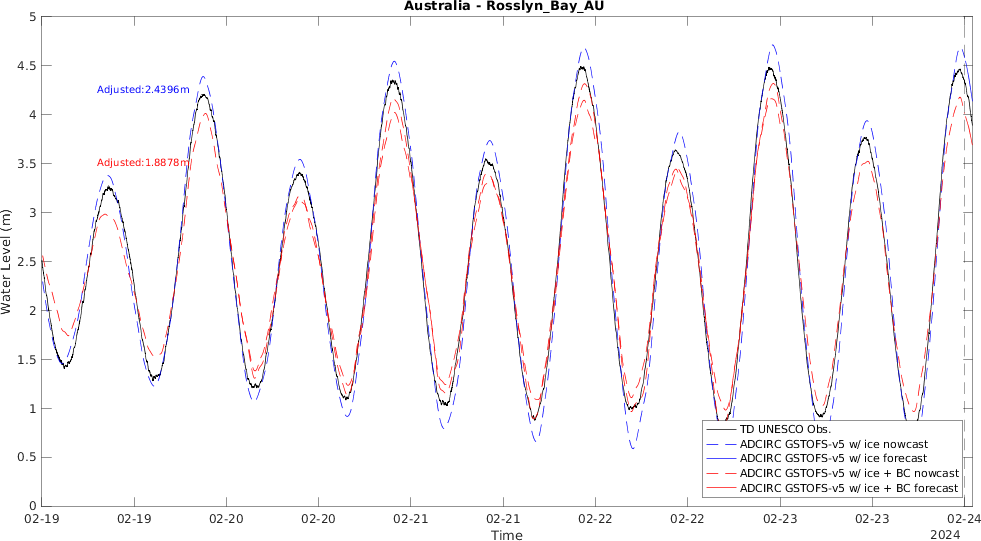 Australia - Rosslyn_Bay_AU
5
4.5
4
3.5
3
2.5
2
1.5
1
0.5
0
Water Level (m)
Adjusted:2.4396m
Adjusted:1.8878m
TD UNESCO Obs.
ADCIRC GSTOFS-v5 w/ ice nowcast
ADCIRC GSTOFS-v5 w/ ice forecast
ADCIRC GSTOFS-v5 w/ ice + BC nowcast
ADCIRC GSTOFS-v5 w/ ice + BC forecast
02-19 02-19 02-20 02-20 02-21 02-21 02-22 02-22 02-23 02-23 02-24
2024
Time